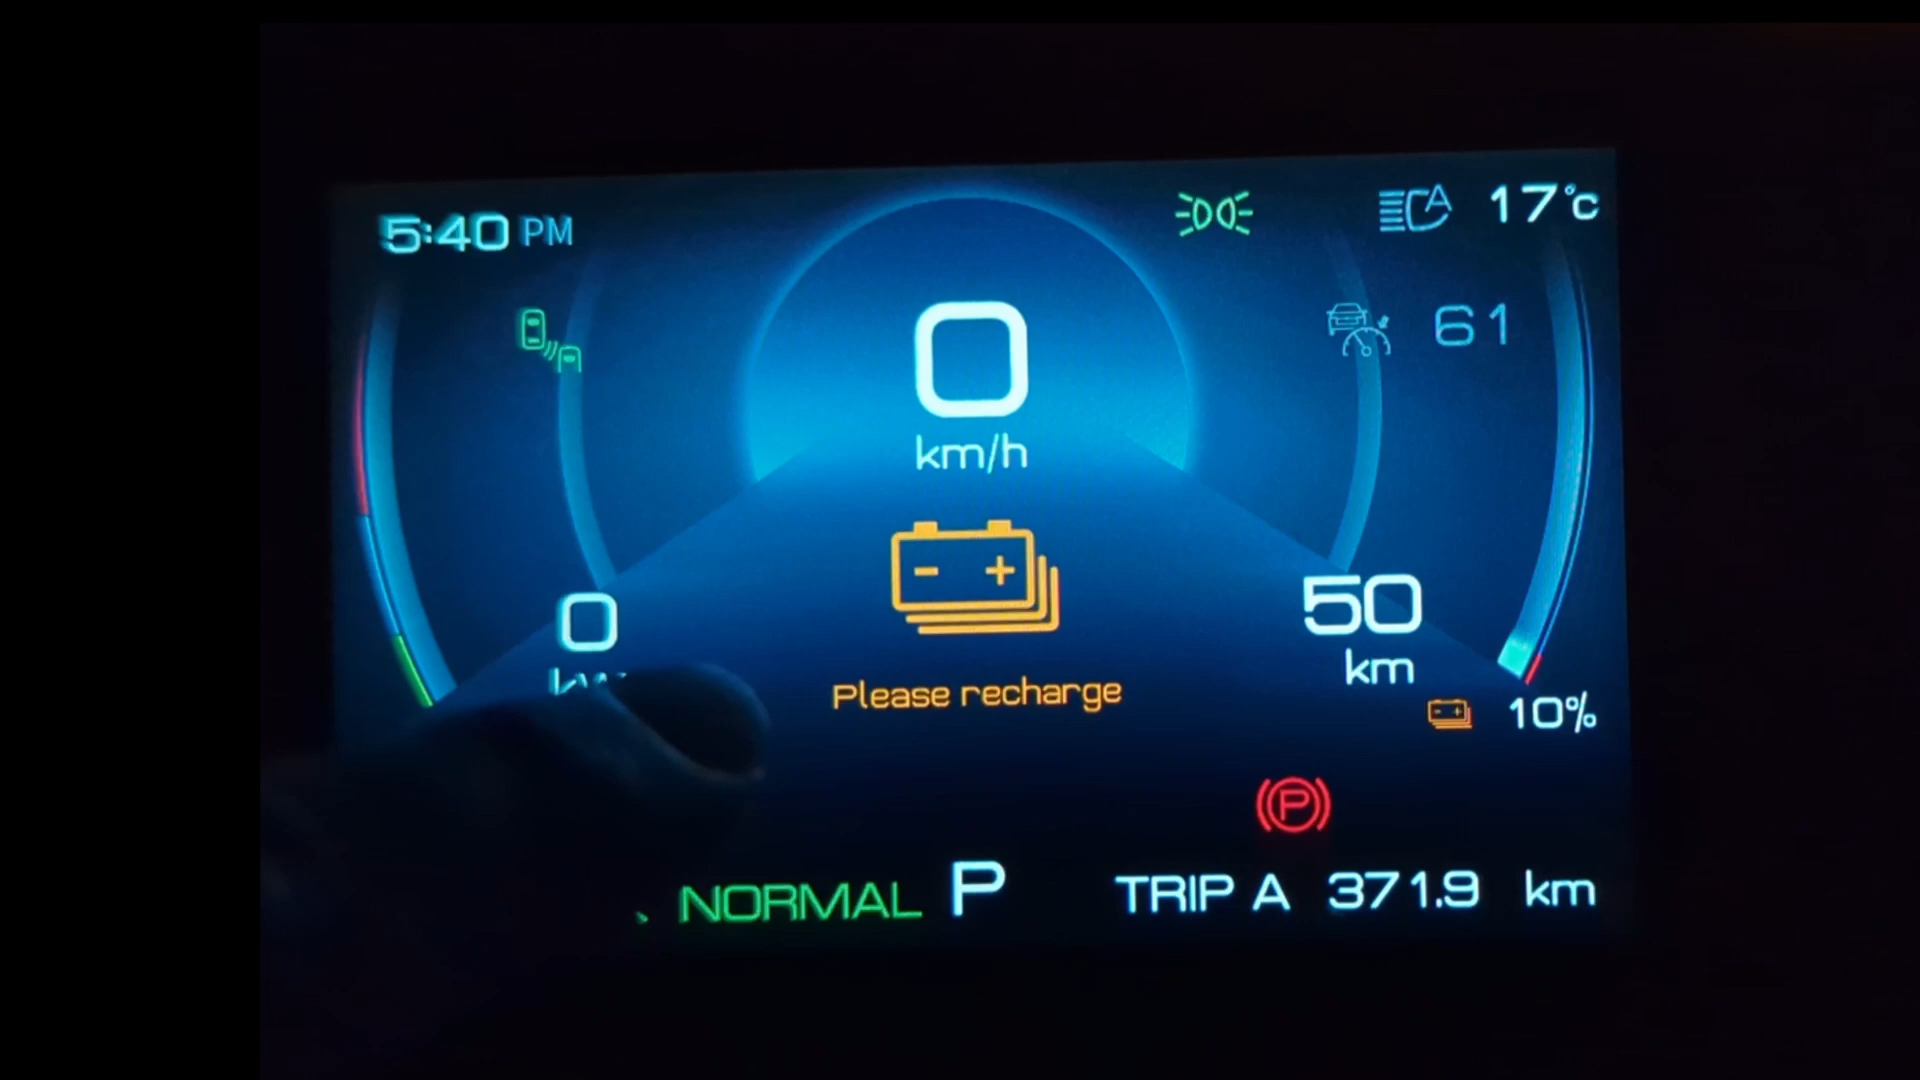 5:40 PM
A 17°C
61
0
km/h
0
50
km
Please recharge
10%
P
NORMAL P TRIP A 371.9 km